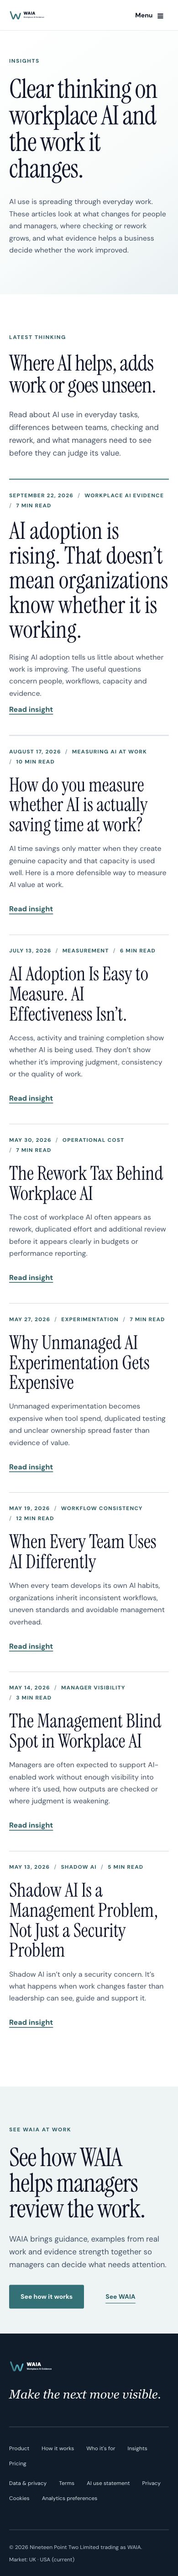 WAIA
Menu
INSIGHTS
Clear thinking on
workplace AI and
the work it
changes.
AI use is spreading through everyday work.
These articles look at what changes for people
and managers, where checking or rework
grows, and what evidence helps a business
decide whether the work improved.
LATEST THINKING
Where AI helps, adds
work or goes unseen.
Read about AI use in everyday tasks,
differences between teams, checking and
rework, and what managers need to see
before they can judge its value.
SEPTEMBER 22, 2026 / WORKPLACE AI EVIDENCE
/ 7 MIN READ
AI adoption is
rising. That doesn’t
mean organizations
know whether it is
working.
Rising AI adoption tells us little about whether
work is improving. The useful questions
concern people, workflows, capacity and
evidence.
Read insight
AUGUST 17, 2026 / MEASURING AI AT WORK
/ 10 MIN READ
How do you measure
whether AI is actually
saving time at work?
AI time savings only matter when they create
genuine capacity and that capacity is used
well. Here is a more defensible way to measure
AI value at work.
Read insight
JULY 13, 2026 / MEASUREMENT / 6 MIN READ
AI Adoption Is Easy to
Measure. AI
Effectiveness Isn’t.
Access, activity and training completion show
whether AI is being used. They don’t show
whether it’s improving judgment, consistency
or the quality of work.
Read insight
MAY 30, 2026 / OPERATIONAL COST
/ 7 MIN READ
The Rework Tax Behind
Workplace AI
The cost of workplace AI often appears as
rework, duplicated effort and additional review
before it appears clearly in budgets or
performance reporting.
Read insight
MAY 27, 2026 / EXPERIMENTATION / 7 MIN READ
Why Unmanaged AI
Experimentation Gets
Expensive
Unmanaged experimentation becomes
expensive when tool spend, duplicated testing
and unclear ownership spread faster than
evidence of value.
Read insight
MAY 19, 2026 / WORKFLOW CONSISTENCY
/ 12 MIN READ
When Every Team Uses
AI Differently
When every team develops its own AI habits,
organizations inherit inconsistent workflows,
uneven standards and avoidable management
overhead.
Read insight
MAY 14, 2026 / MANAGER VISIBILITY
/ 3 MIN READ
The Management Blind
Spot in Workplace AI
Managers are often expected to support AI-
enabled work without enough visibility into
where it’s used, how outputs are checked or
where judgment is weakening.
Read insight
MAY 13, 2026 / SHADOW AI / 5 MIN READ
Shadow AI Is a
Management Problem,
Not Just a Security
Problem
Shadow AI isn’t only a security concern. It’s
what happens when work changes faster than
leadership can see, guide and support it.
Read insight
SEE WAIA AT WORK
See how WAIA
helps managers
review the work.
WAIA brings guidance, examples from real
work and evidence strength together so
managers can decide what needs attention.
See how it works See WAIA
WAIA
Make the next move visible.
Product How it works Who it’s for Insights
Pricing
Data & privacy Terms AI use statement Privacy
Cookies Analytics preferences
© 2026 Nineteen Point Two Limited trading as WAIA.
Market: UK · USA (current)